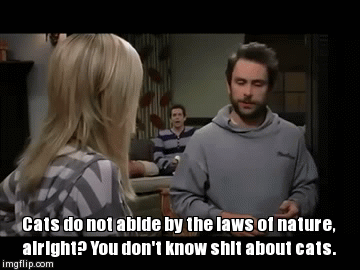 Cats do not abide by the laws of nature,
alright? You don't know shit about cats.
imgflip.com